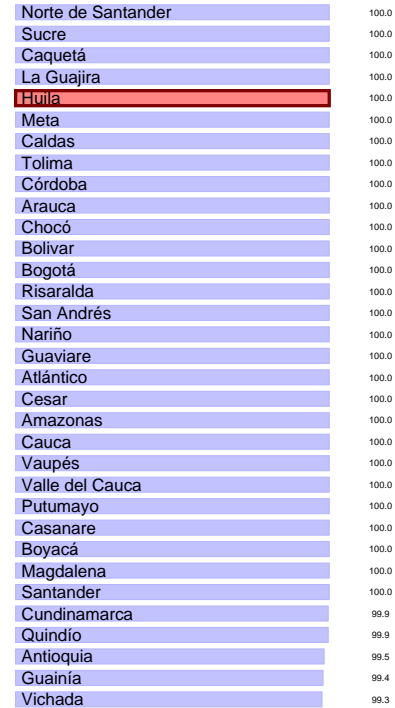 Norte de Santander 100.0
Sucre 100.0
Caquetá 100.0
La Guajira 100.0
Huila 100.0
Meta 100.0
Caldas 100.0
Tolima 100.0
Córdoba 100.0
Arauca 100.0
Chocó 100.0
Bolivar 100.0
Bogotá 100.0
Risaralda 100.0
San Andrés 100.0
Nariño 100.0
Guaviare 100.0
Atlántico 100.0
Cesar 100.0
Amazonas 100.0
Cauca 100.0
Vaupés 100.0
Valle del Cauca 100.0
Putumayo 100.0
Casanare 100.0
Boyacá 100.0
Magdalena 100.0
Santander 100.0
Cundinamarca 99.9
Quindío 99.9
Antioquia 99.5
Guainía 99.4
Vichada 99.3